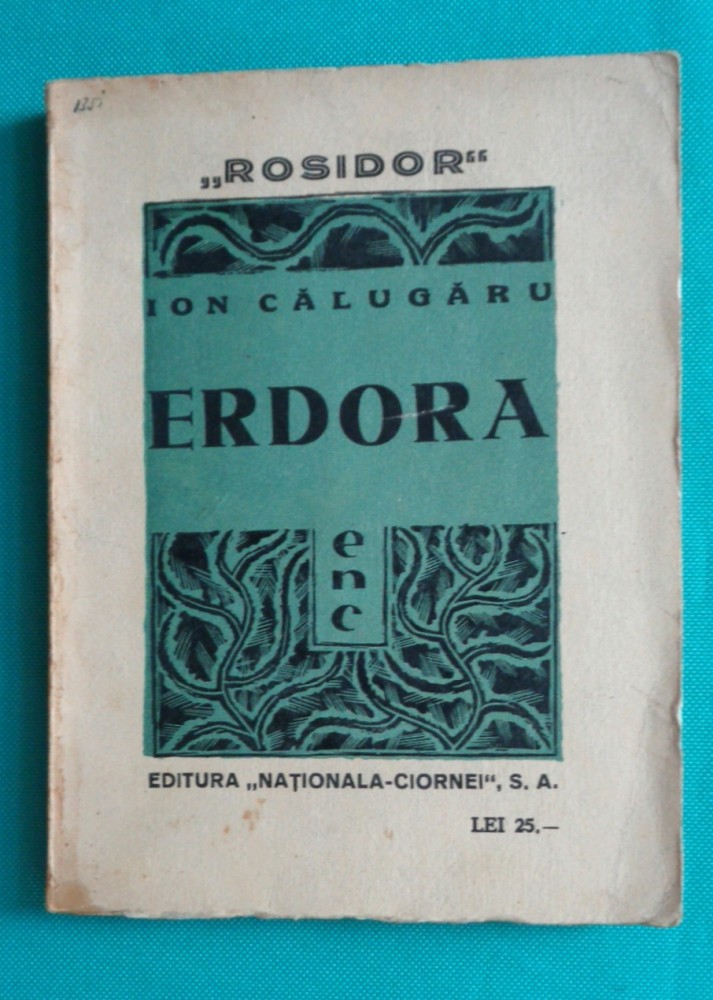 „ROSIDOR“
ION CĂLUGĂRU
ERDORA
e
n
c
EDITURA „NAȚIONALA-CIORNEI“, S. A.
LEI 25.—